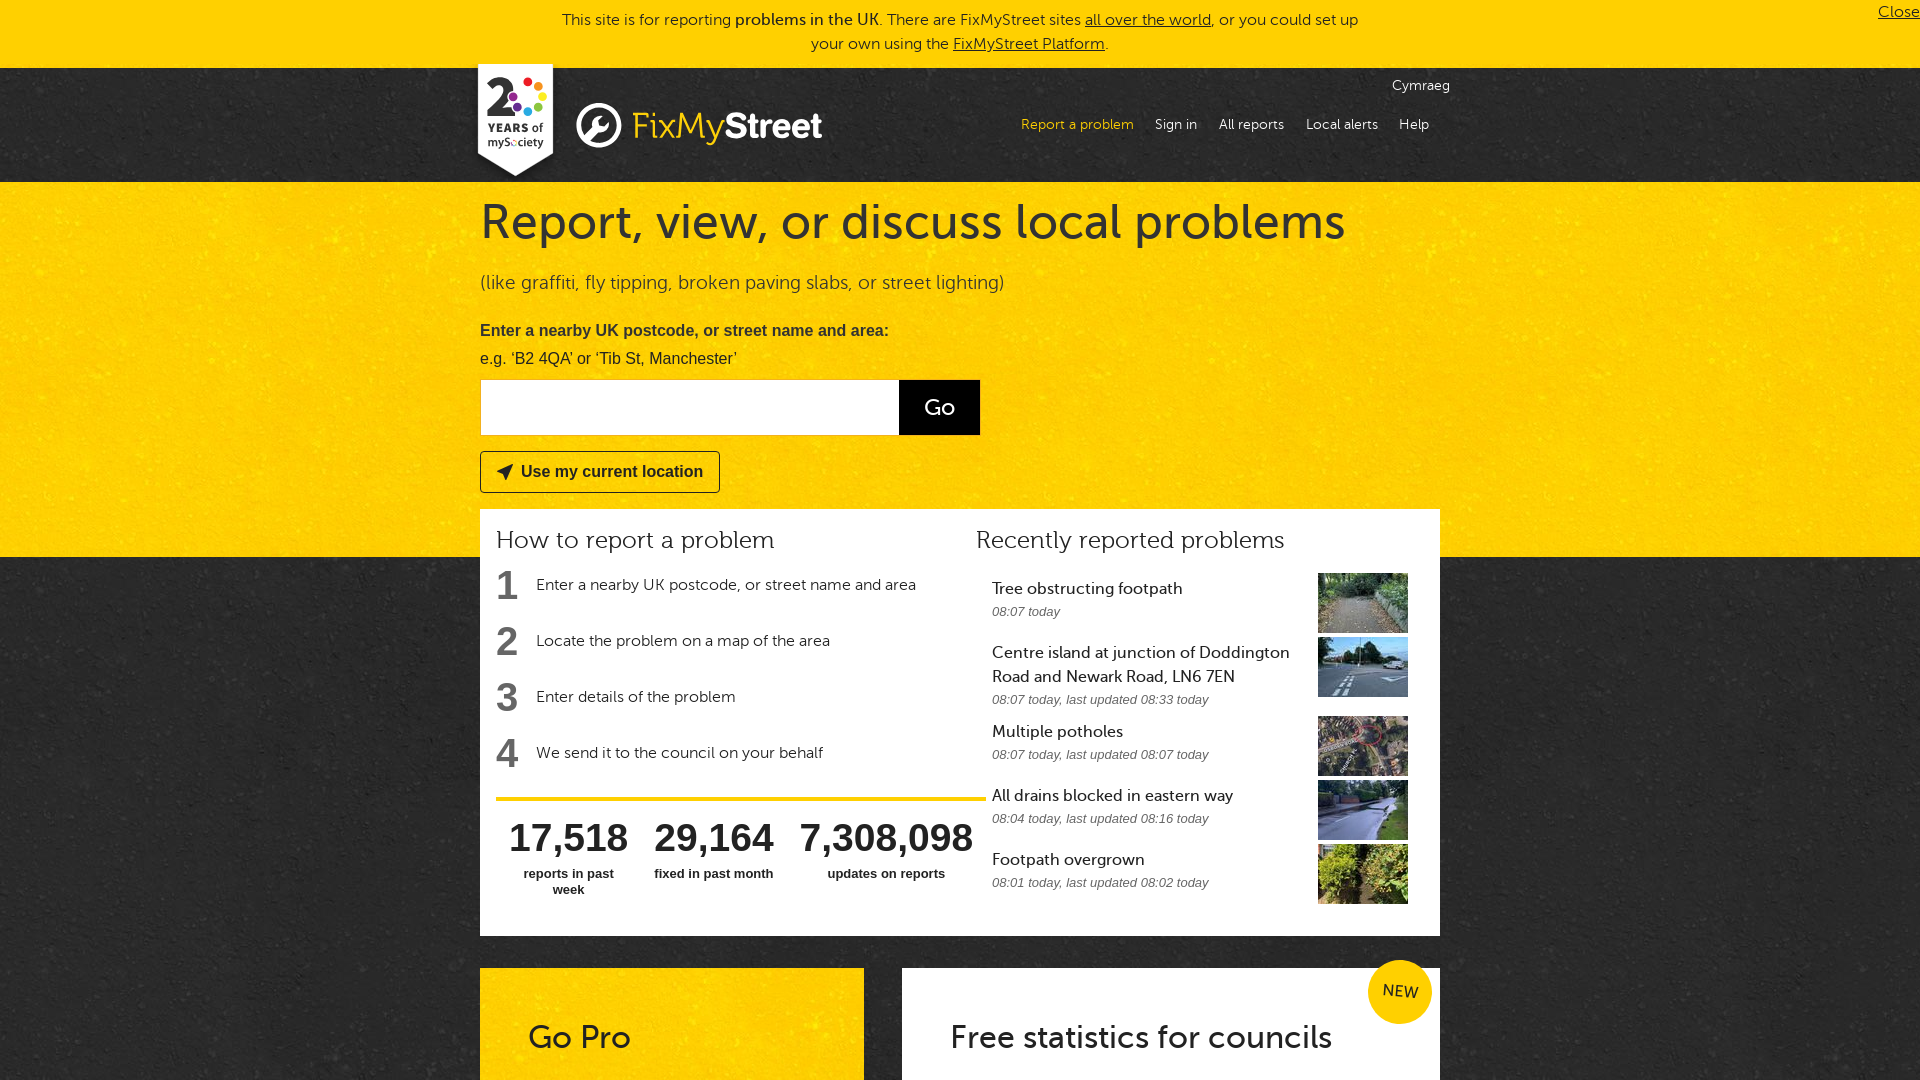 This site is for reporting problems in the UK. There are FixMyStreet sites all over the world, or you could set up
your own using the FixMyStreet Platform.
Close
20
YEARS of
mySociety
FixMyStreet
Cymraeg
Report a problem
Sign in
All reports
Local alerts
Help
Report, view, or discuss local problems
(like graffiti, fly tipping, broken paving slabs, or street lighting)
Enter a nearby UK postcode, or street name and area:
e.g. ‘B2 4QA’ or ‘Tib St, Manchester’
Go
Use my current location
How to report a problem
1 Enter a nearby UK postcode, or street name and area
2 Locate the problem on a map of the area
3 Enter details of the problem
4 We send it to the council on your behalf
17,518
reports in past
week
29,164
fixed in past month
7,308,098
updates on reports
Recently reported problems
Tree obstructing footpath
08:07 today
Centre island at junction of Doddington
Road and Newark Road, LN6 7EN
08:07 today, last updated 08:33 today
Multiple potholes
08:07 today, last updated 08:07 today
All drains blocked in eastern way
08:04 today, last updated 08:16 today
Footpath overgrown
08:01 today, last updated 08:02 today
Go Pro
NEW
Free statistics for councils